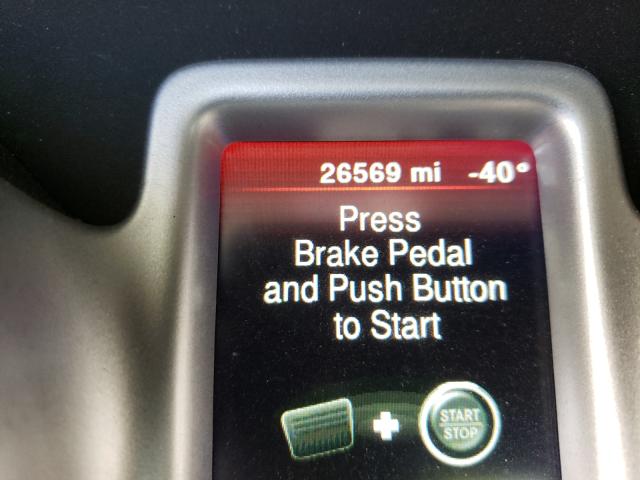 26569 mi -40°
Press
Brake Pedal
and Push Button
to Start
START
STOP